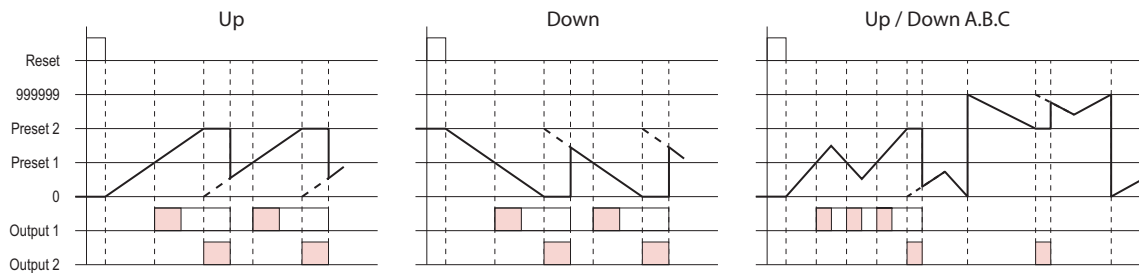 Up
Down
Up / Down A.B.C
Reset
999999
Preset 2
Preset 1
0
Output 1
Output 2